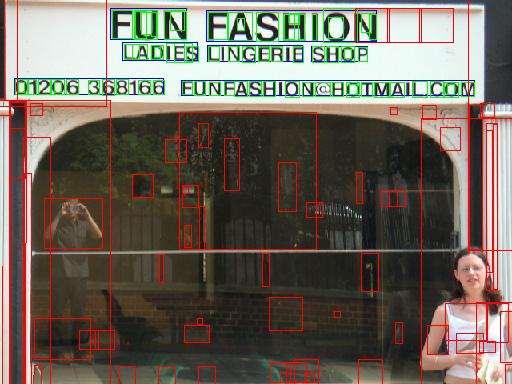 FUN FASHION
LADIES LINGERIE SHOP
01206 368166 FUNFASHION@HOTMAIL.COM